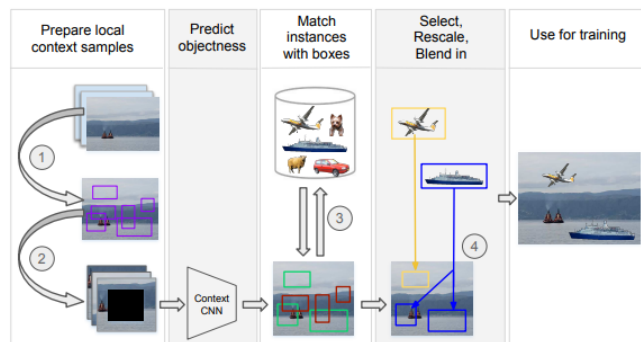 Prepare local
context samples
Predict
objectness
Match
instances
with boxes
Select,
Rescale,
Blend in
Use for training
1
2
3
4
Context
CNN